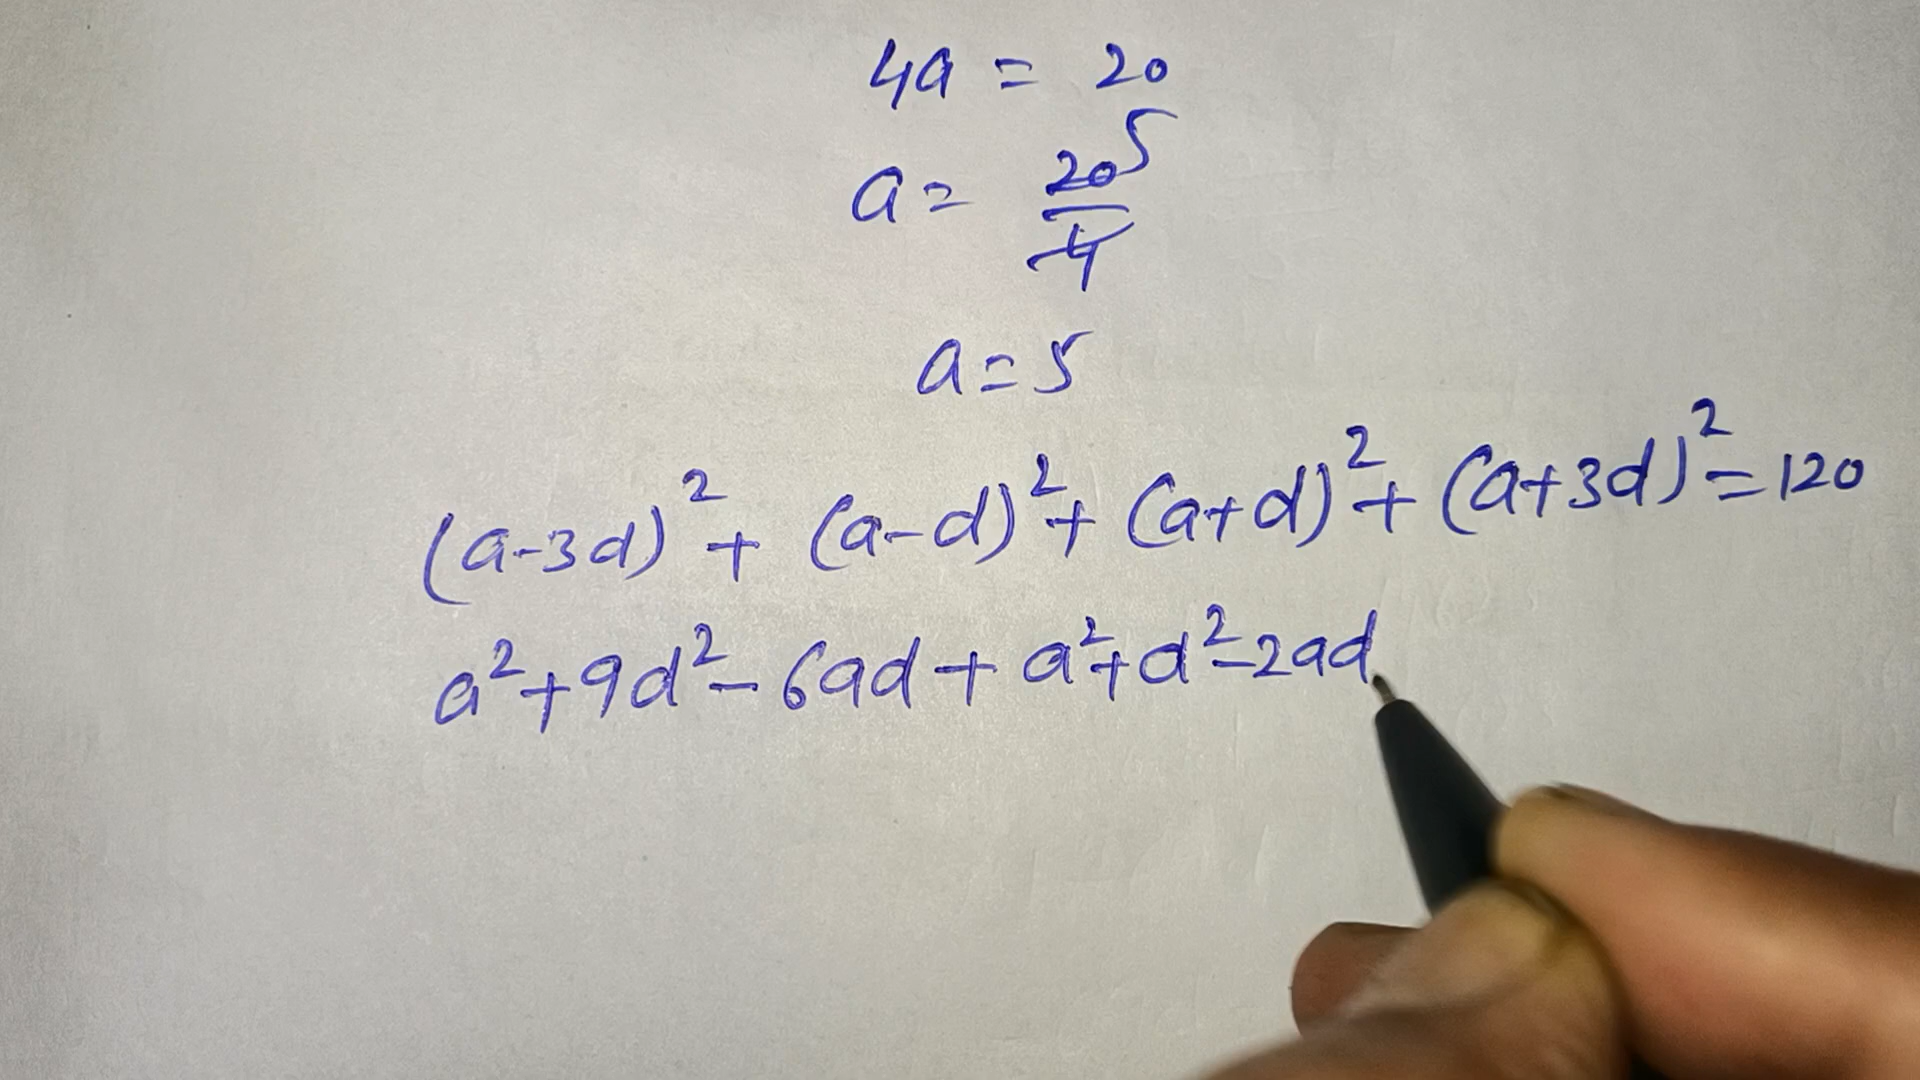 4a = 20
a = 20/4 5
a = 5
(a-3d)² + (a-d)² + (a+d)² + (a+3d)² = 120
a² + 9d² - 6ad + a² + d² - 2ad